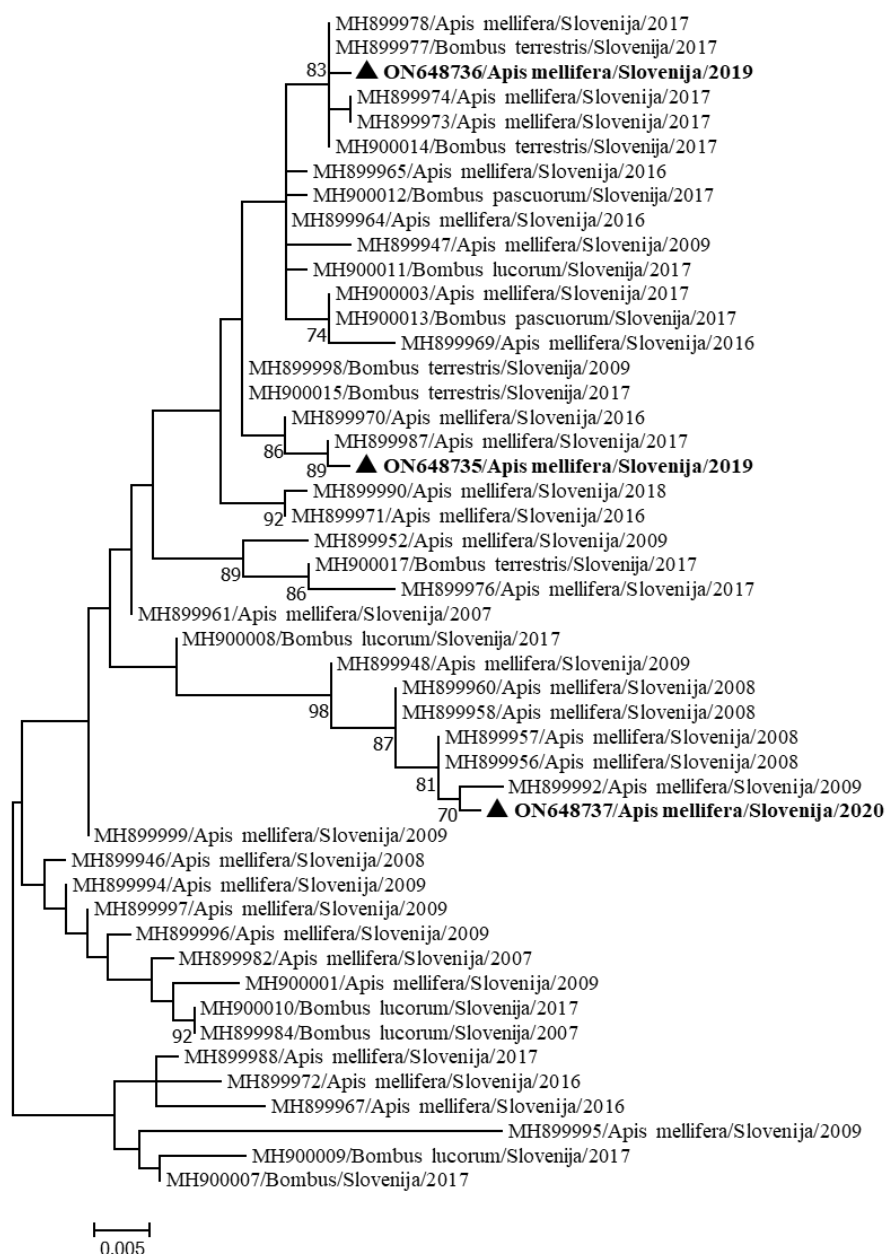 MH899978/Apis mellifera/Slovenija/2017
MH899977/Bombus terrestris/Slovenija/2017
83
▲ ON648736/Apis mellifera/Slovenija/2019
MH899974/Apis mellifera/Slovenija/2017
MH899973/Apis mellifera/Slovenija/2017
MH900014/Bombus terrestris/Slovenija/2017
MH899965/Apis mellifera/Slovenija/2016
MH900012/Bombus pascuorum/Slovenija/2017
MH899964/Apis mellifera/Slovenija/2016
MH899947/Apis mellifera/Slovenija/2009
MH900011/Bombus lucorum/Slovenija/2017
MH900003/Apis mellifera/Slovenija/2017
MH900013/Bombus pascuorum/Slovenija/2017
74
MH899969/Apis mellifera/Slovenija/2016
MH899998/Bombus terrestris/Slovenija/2009
MH900015/Bombus terrestris/Slovenija/2017
MH899970/Apis mellifera/Slovenija/2016
86
MH899987/Apis mellifera/Slovenija/2017
89
▲ ON648735/Apis mellifera/Slovenija/2019
MH899990/Apis mellifera/Slovenija/2018
92
MH899971/Apis mellifera/Slovenija/2016
MH899952/Apis mellifera/Slovenija/2009
89
MH900017/Bombus terrestris/Slovenija/2017
86
MH899976/Apis mellifera/Slovenija/2017
MH899961/Apis mellifera/Slovenija/2007
MH900008/Bombus lucorum/Slovenija/2017
MH899948/Apis mellifera/Slovenija/2009
98
MH899960/Apis mellifera/Slovenija/2008
MH899958/Apis mellifera/Slovenija/2008
87
MH899957/Apis mellifera/Slovenija/2008
MH899956/Apis mellifera/Slovenija/2008
81
MH899992/Apis mellifera/Slovenija/2009
70
▲ ON648737/Apis mellifera/Slovenija/2020
MH899999/Apis mellifera/Slovenija/2009
MH899946/Apis mellifera/Slovenija/2008
MH899994/Apis mellifera/Slovenija/2009
MH899997/Apis mellifera/Slovenija/2009
MH899996/Apis mellifera/Slovenija/2009
MH899982/Apis mellifera/Slovenija/2007
MH900001/Apis mellifera/Slovenija/2009
MH900010/Bombus lucorum/Slovenija/2017
92
MH899984/Bombus lucorum/Slovenija/2007
MH899988/Apis mellifera/Slovenija/2017
MH899972/Apis mellifera/Slovenija/2016
MH899967/Apis mellifera/Slovenija/2016
MH899995/Apis mellifera/Slovenija/2009
MH900009/Bombus lucorum/Slovenija/2017
MH900007/Bombus/Slovenija/2017
0.005